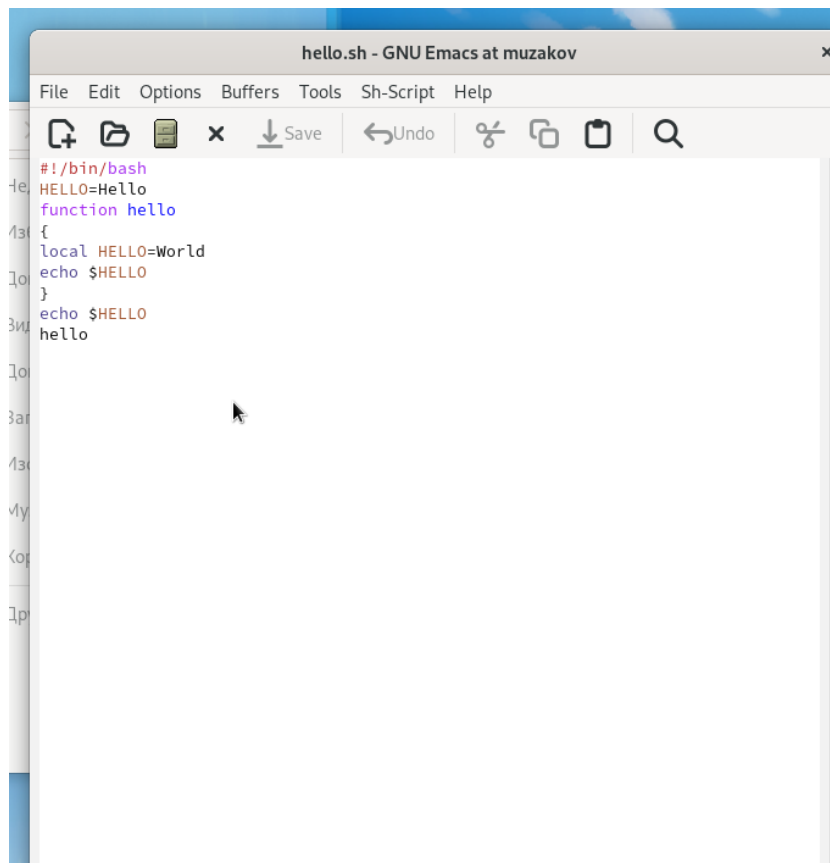 hello.sh - GNU Emacs at muzakov
File Edit Options Buffers Tools Sh-Script Help
Save Undo
#!/bin/bash
HELLO=Hello
function hello
{
local HELLO=World
echo $HELLO
}
echo $HELLO
hello